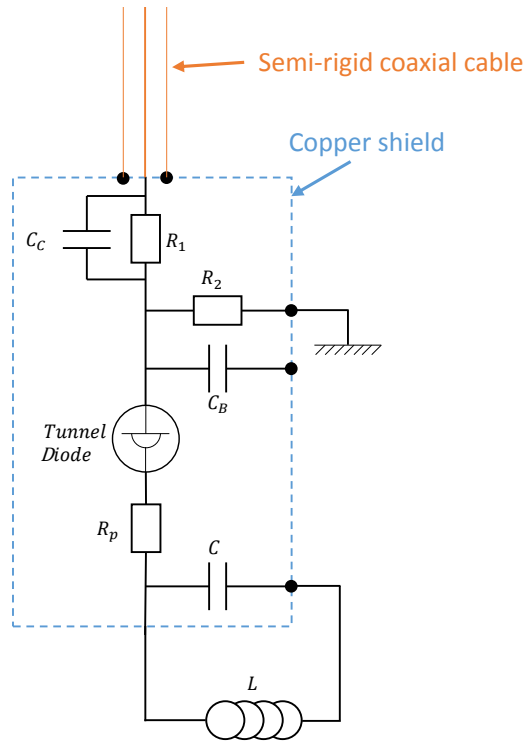 Semi-rigid coaxial cable
Copper shield
C_C
R_1
R_2
C_B
Tunnel
Diode
R_p
C
L